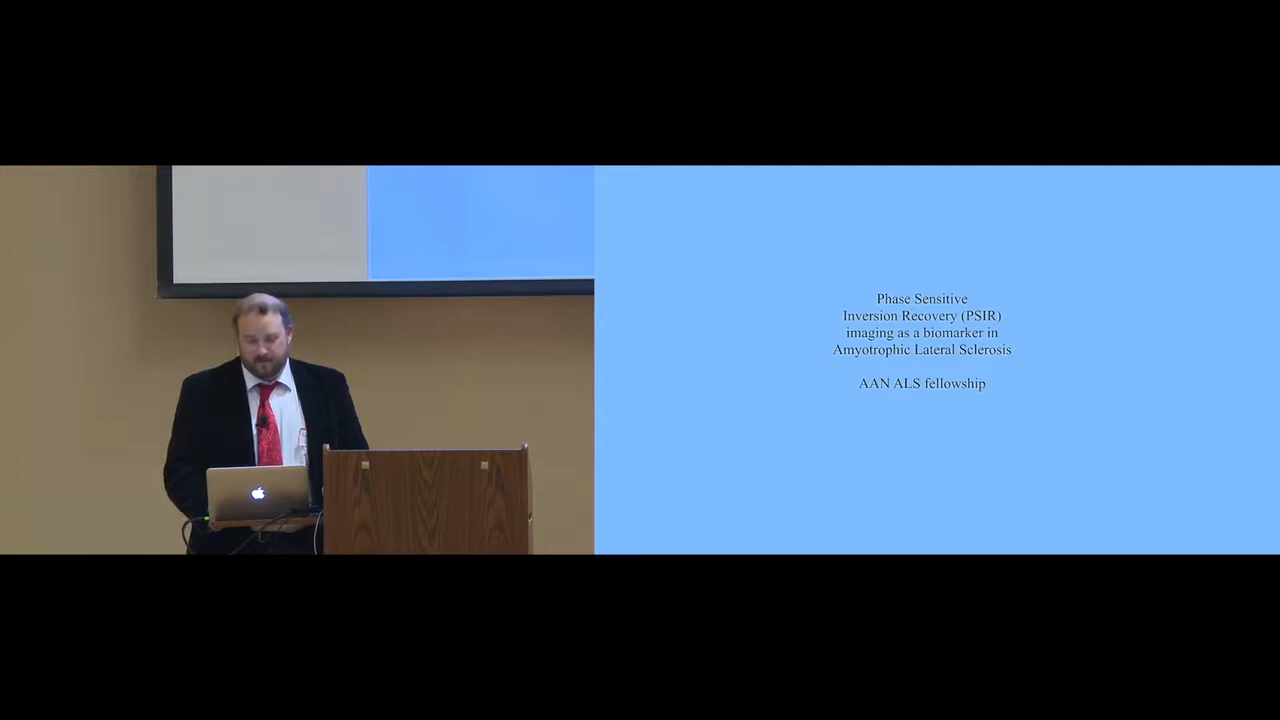 Phase Sensitive
Inversion Recovery (PSIR)
imaging as a biomarker in
Amyotrophic Lateral Sclerosis
AAN ALS fellowship